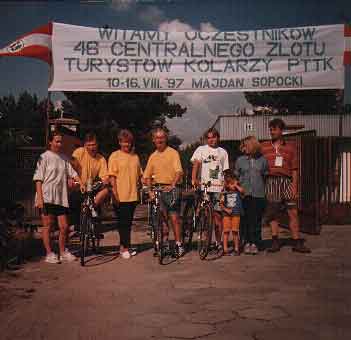 WITAMY UCZESTNIKÓW
46 CENTRALNEGO ZLOTU
TURYSTÓW KOLARZY PTTK
10-16.VIII.'97 MAJDAN SOPOCKI